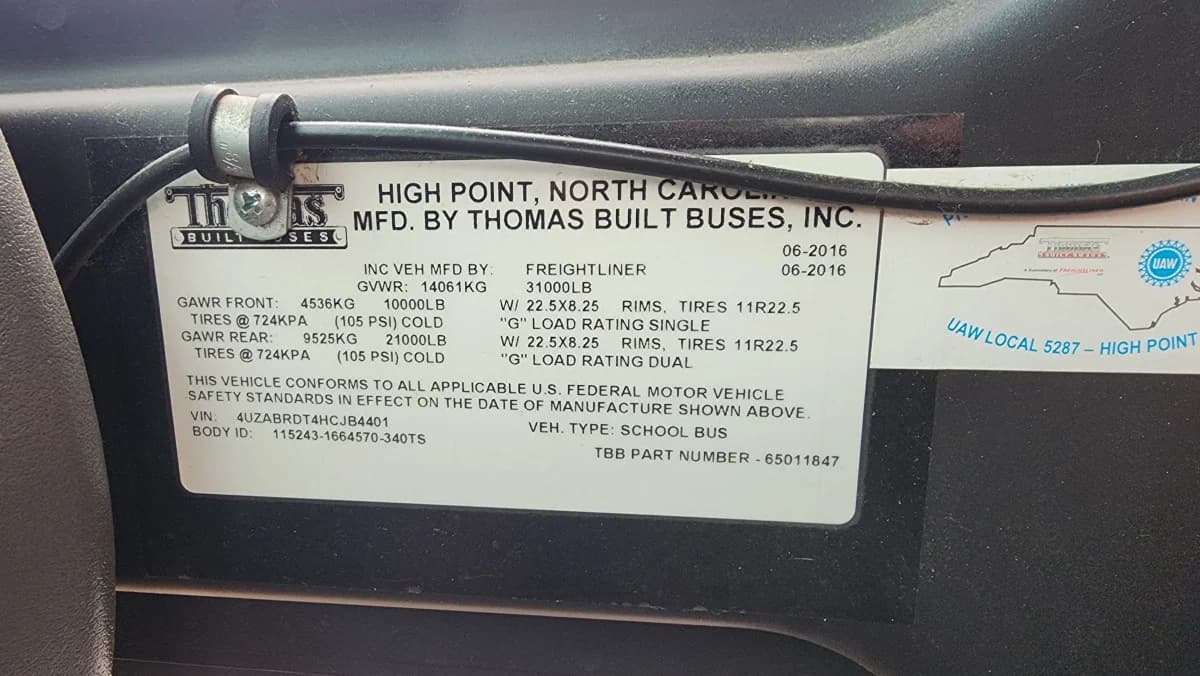 HIGH POINT, NORTH
MFD. BY THOMAS BUILT BUSES, INC.
06-2016
INC VEH MFD BY: FREIGHTLINER 06-2016
GVWR: 14061KG 31000LB
GAWR FRONT: 4536KG 10000LB W/ 22.5X8.25 RIMS, TIRES 11R22.5
TIRES @ 724KPA (105 PSI) COLD "G" LOAD RATING SINGLE
GAWR REAR: 9525KG 21000LB W/ 22.5X8.25 RIMS, TIRES 11R22.5
TIRES @ 724KPA (105 PSI) COLD "G" LOAD RATING DUAL
THIS VEHICLE CONFORMS TO ALL APPLICABLE U.S. FEDERAL MOTOR VEHICLE
SAFETY STANDARDS IN EFFECT ON THE DATE OF MANUFACTURE SHOWN ABOVE.
VIN: 4UZABRDT4HCJB4401 VEH. TYPE: SCHOOL BUS
BODY ID: 115243-1664570-340TS
TBB PART NUMBER - 65011847
Thomas
UAW
FREIGHTLINER
UAW LOCAL 5287 – HIGH POINT